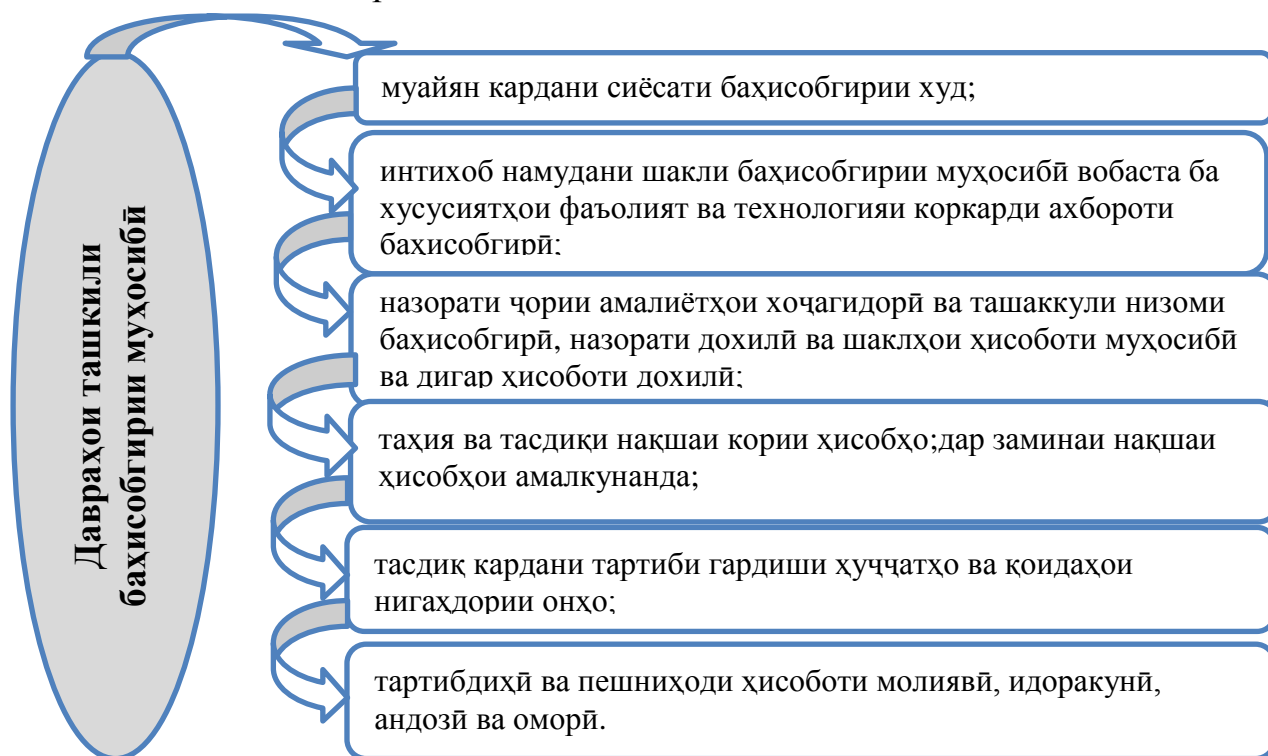 Давраҳои ташкили
баҳисобгирии муҳосибӣ
муайян кардани сиёсати баҳисобгирии худ;
интихоб намудани шакли баҳисобгирии муҳосибӣ вобаста ба
хусусиятҳои фаъолият ва технологияи коркарди ахбороти
баҳисобгирӣ;
назорати ҷории амалиётҳои хоҷагидорӣ ва ташаккули низоми
баҳисобгирӣ, назорати дохилӣ ва шаклҳои ҳисоботи муҳосибӣ
ва дигар ҳисоботи дохилӣ;
таҳия ва тасдиқи нақшаи кории ҳисобҳо;дар заминаи нақшаи
ҳисобҳои амалкунанда;
тасдиқ кардани тартиби гардиши ҳуҷҷатҳо ва қоидаҳои
нигаҳдории онҳо;
тартибдиҳӣ ва пешниҳоди ҳисоботи молиявӣ, идоракунӣ,
андозӣ ва оморӣ.